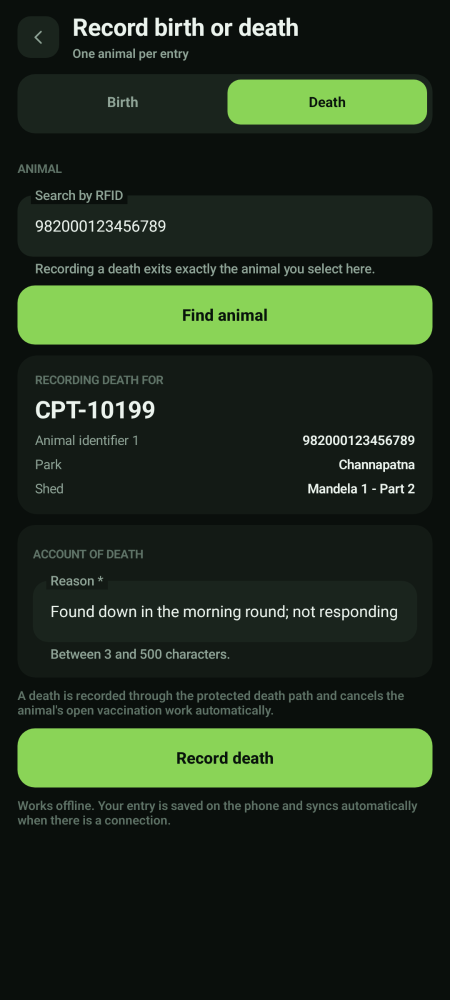 Record birth or death
One animal per entry
Birth
Death
ANIMAL
Search by RFID
982000123456789
Recording a death exits exactly the animal you select here.
Find animal
RECORDING DEATH FOR
CPT-10199
Animal identifier 1 982000123456789
Park Channapatna
Shed Mandela 1 - Part 2
ACCOUNT OF DEATH
Reason *
Found down in the morning round; not responding
Between 3 and 500 characters.
A death is recorded through the protected death path and cancels the
animal's open vaccination work automatically.
Record death
Works offline. Your entry is saved on the phone and syncs automatically
when there is a connection.